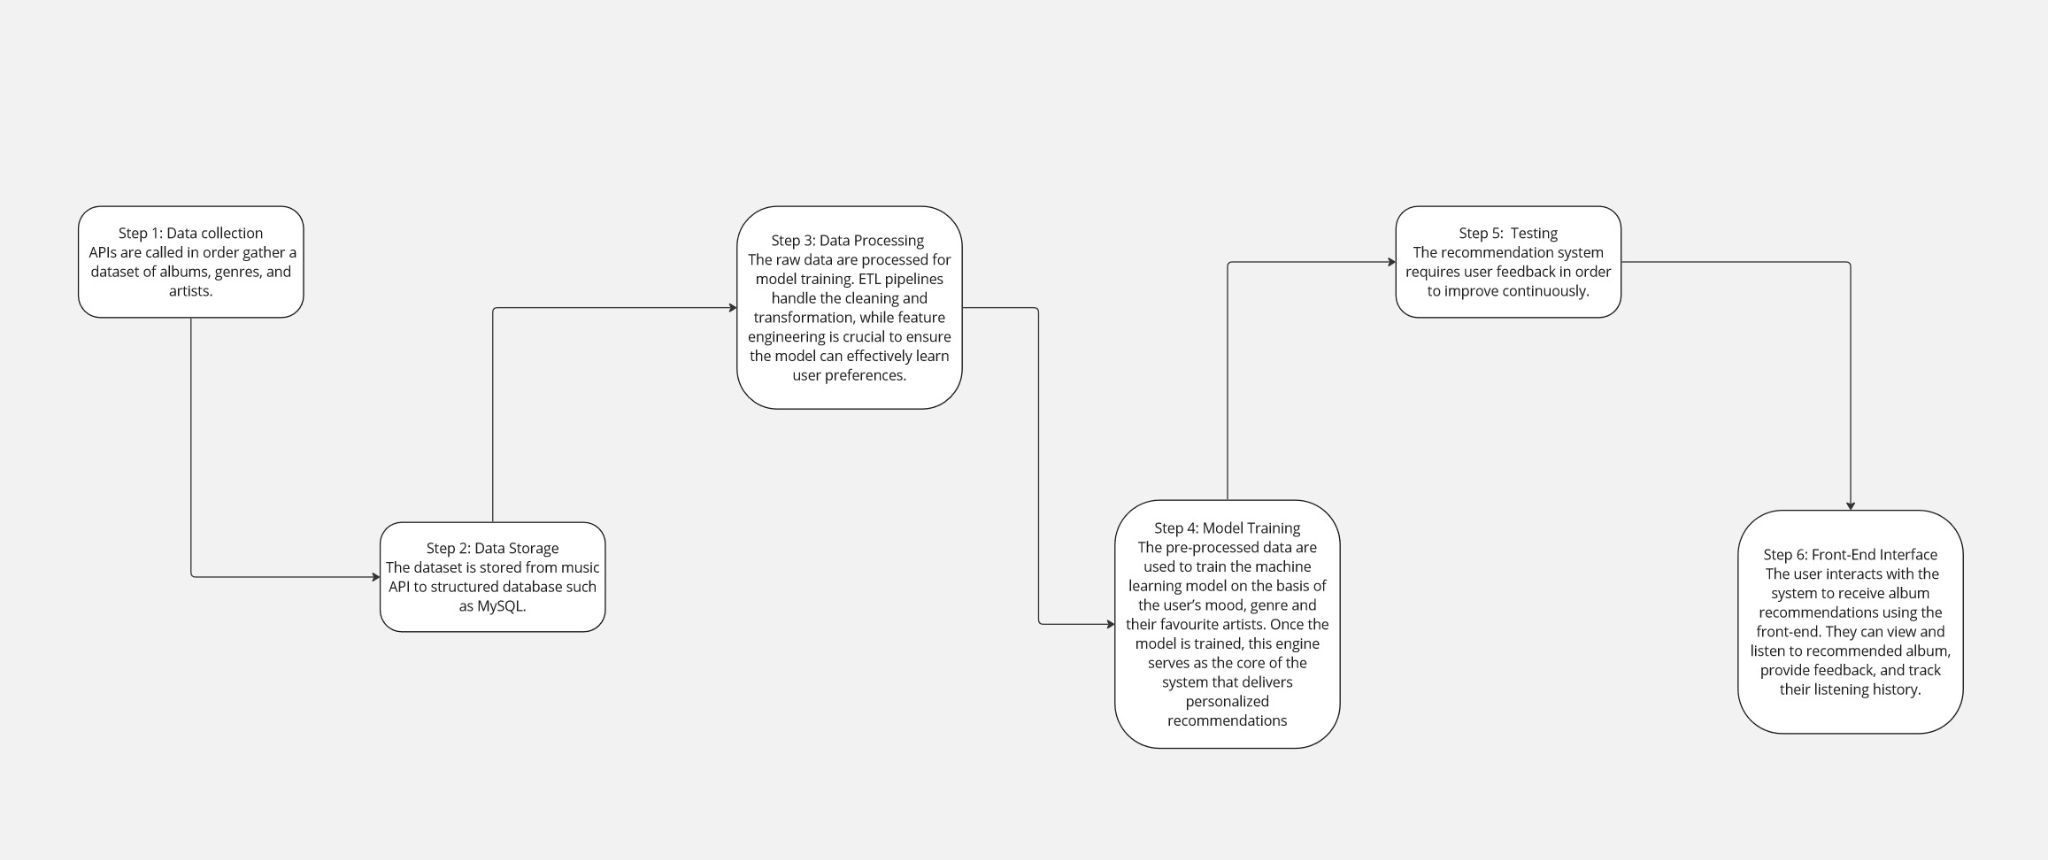 Step 1: Data collection
APIs are called in order gather a
dataset of albums, genres, and
artists.
Step 2: Data Storage
The dataset is stored from music
API to structured database such
as MySQL.
Step 3: Data Processing
The raw data are processed for
model training. ETL pipelines
handle the cleaning and
transformation, while feature
engineering is crucial to ensure
the model can effectively learn
user preferences.
Step 4: Model Training
The pre-processed data are
used to train the machine
learning model on the basis of
the user’s mood, genre and
their favourite artists. Once the
model is trained, this engine
serves as the core of the
system that delivers
personalized
recommendations
Step 5:  Testing
The recommendation system
requires user feedback in order
to improve continuously.
Step 6: Front-End Interface
The user interacts with the
system to receive album
recommendations using the
front-end. They can view and
listen to recommended album,
provide feedback, and track
their listening history.